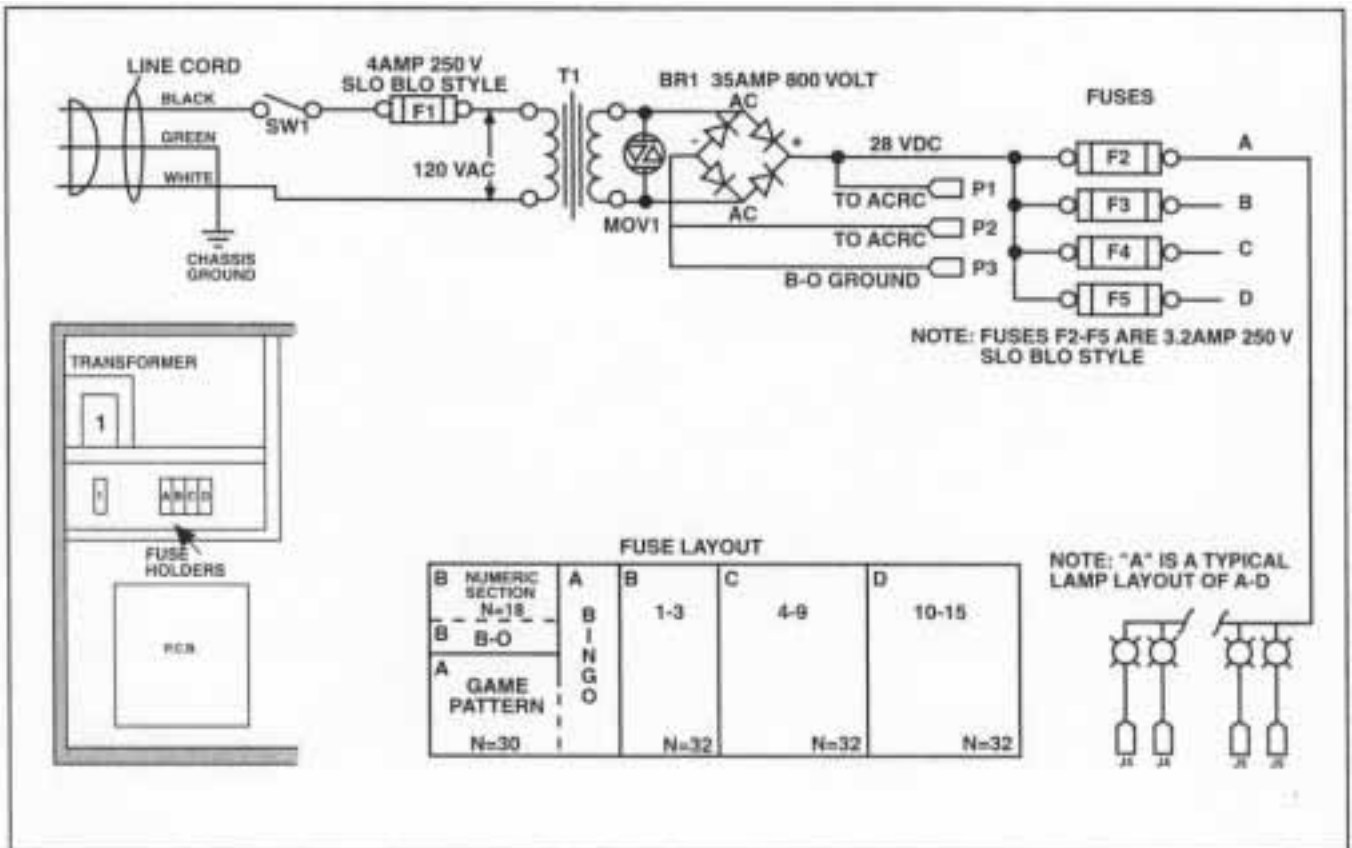 LINE CORD
4AMP 250 V
SLO BLO STYLE
T1
BR1 35AMP 800 VOLT
FUSES
BLACK
SW1
F1
AC
GREEN
120 VAC
- +
28 VDC
F2
A
WHITE
P1
TO ACRC
F3
B
MOV1
AC
P2
TO ACRC
F4
C
CHASSIS
GROUND
P3
B-O GROUND
F5
D
NOTE: FUSES F2-F5 ARE 3.2AMP 250 V
SLO BLO STYLE
TRANSFORMER
1
1
A B C D
FUSE
HOLDERS
P.C.B.
FUSE LAYOUT
B NUMERIC
SECTION
N=18
B B-O
A
GAME
PATTERN
N=30
A
B
I
N
G
O
B
1-3
N=32
C
4-9
N=32
D
10-15
N=32
NOTE: "A" IS A TYPICAL
LAMP LAYOUT OF A-D